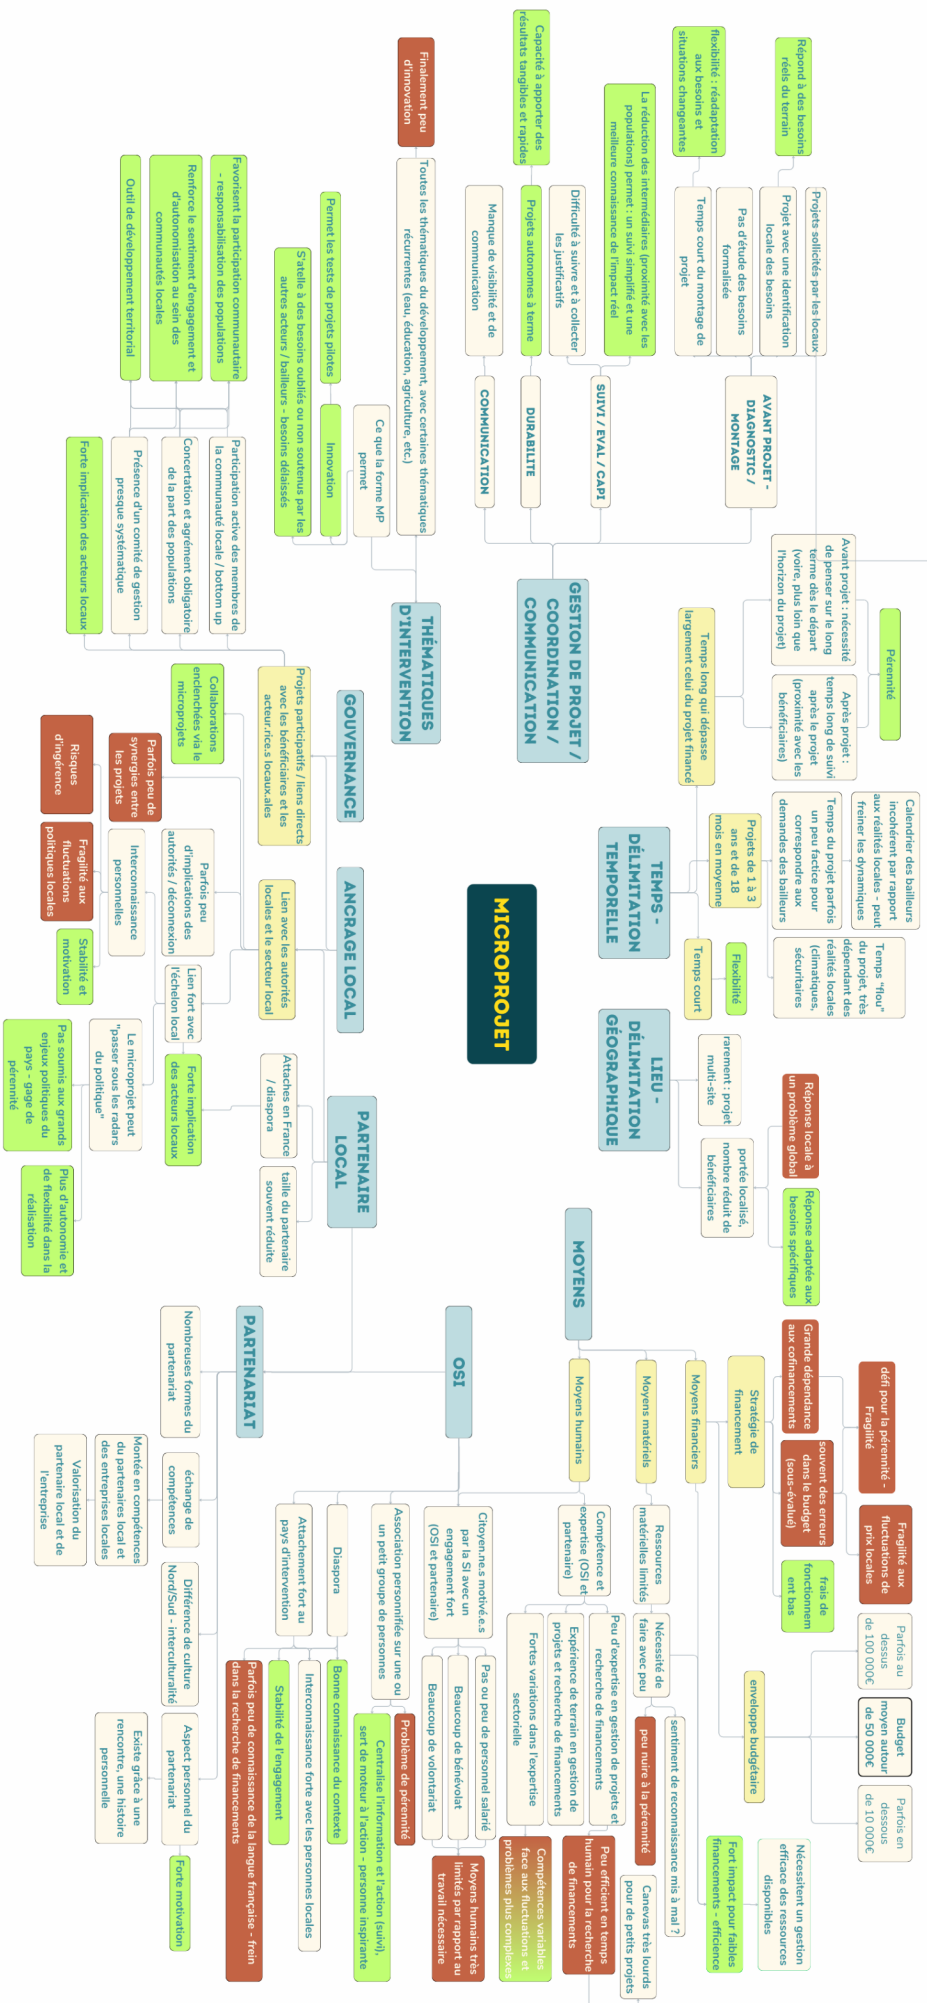 MICROPROJET
GESTION DE PROJET /
COORDINATION /
COMMUNICATION
AVANT PROJET -
DIAGNOSTIC /
MONTAGE
Projets sollicités par les locaux
Projet avec une identification
locale des besoins
Répond à des besoins
réels du terrain
Pas d'étude des besoins
formalisée
Temps court du montage de
projet
flexibilité : réadaptation
aux besoins et
situations changeantes
SUIVI / EVAL / CAPI
La réduction des intermédiaires (proximité avec les
populations) permet : un suivi simplifié et une
meilleure connaissance de l'impact réel
Difficulté à suivre et à collecter
les justificatifs
DURABILITE
Projets autonomes à terme
Capacité à apporter des
résultats tangibles et rapides
COMMUNICATION
Manque de visibilité et de
communication
THÉMATIQUES
D'INTERVENTION
Toutes les thématiques du développement, avec certaines thématiques
récurrentes (eau, éducation, agriculture, etc.)
Finalement peu
d'innovation
Ce que la forme MP
permet
Innovation
Permet les tests de projets pilotes
S'atelie à des besoins oubliés ou non soutenus par les
autres acteurs / bailleurs - besoins délaissés
GOUVERNANCE
Projets participatifs / liens directs
avec les bénéficiaires et les
acteur.rice.s locaux.ales
Participation active des membres de
la communauté locale / bottom up
Concertation et agrément obligatoire
de la part des populations
Présence d'un comité de gestion
presque systématique
Forte implication des acteurs locaux
Favorisent la participation communautaire
- responsabilisation des populations
Renforce le sentiment d'engagement et
d'autonomisation au sein des
communautés locales
Outil de développement territorial
ANCRAGE LOCAL
Lien avec les autorités
locales et le secteur local
Collaborations
enclenchées via le
microprojets
Parfois peu de
synergies entre
les projets
Parfois peu
d'implications des
autorités / déconnexion
Interconnaissance
personnelles
Risques
d'ingérence
Fragilité aux
fluctuations
politiques locales
Stabilité et
motivation
Lien fort avec
l'échelon local
Le microprojet peut
"passer sous les radars
du politique"
Pas soumis aux grands
enjeux politiques du
pays - gage de
pérennité
Plus d'autonomie et
de flexibilité dans la
réalisation
PARTENAIRE
LOCAL
Attaches en France
/ diaspora
Forte implication
des acteurs locaux
taille du partenaire
souvent réduite
TEMPS -
DÉLIMITATION
TEMPORELLE
Temps long qui dépasse
largement celui du projet financé
Avant projet : nécessité
de penser sur le long
terme dès le départ
(voire, plus loin que
l'horizon du projet)
Après projet :
temps long de suivi
après le projet
(proximité avec les
bénéficiaires)
Pérennité
Projets de 1 à 3
ans et de 18
mois en moyenne
Calendrier des bailleurs
incohérent par rapport
aux réalités locales - peut
freiner les dynamiques
Temps du projet parfois
un peu factice pour
correspondre aux
demandes des bailleurs
Temps "flou"
du projet, très
dépendant des
réalités locales
(climatiques,
sécuritaires
Temps court
Flexibilité
LIEU -
DÉLIMITATION
GÉOGRAPHIQUE
rarement : projet
multi-site
portée localisé,
nombre réduit de
bénéficiaires
Réponse locale à
un problème global
Réponse adaptée aux
besoins spécifiques
MOYENS
Moyens financiers
Stratégie de
financement
Grande dépendance
aux cofinancements
défi pour la pérennité -
Fragilité
souvent des erreurs
dans le budget
(sous-évalué)
Fragilité aux
fluctuations de
prix locales
frais de
fonctionnem
ent bas
enveloppe budgétaire
Parfois au
dessus
de 100 000€
Budget
moyen autour
de 50 000€
Parfois en
dessous
de 10 000€
Nécessitent un gestion
efficace des ressources
disponibles
Fort impact pour faibles
financements - efficience
sentiment de reconnaissance mis à mal ?
Canevas très lourds
pour de petits projets
Moyens matériels
Ressources
matérielles limités
Nécessité de
faire avec peu
peu nuire à la pérennité
Moyens humains
Compétence et
expertise (OSI et
partenaire)
Peu d'expertise en gestion de projets et
recherche de financements
Peu efficient en temps
humain pour la recherche
de financements
Expérience de terrain en gestion de
projets et recherche de financements
Fortes variations dans l'expertise
sectorielle
Compétences variables
face aux fluctuations et
problèmes plus complexes
OSI
Citoyen.ne.s motivé.e.s
par la SI avec un
engagement fort
(OSI et partenaire)
Pas ou peu de personnel salarié
Beaucoup de bénévolat
Beaucoup de volontariat
Moyens humains très
limités par rapport au
travail nécessaire
Association personnifiée sur une ou
un petit groupe de personnes
Problème de pérennité
Centralise l'information et l'action (suivi),
sert de moteur à l'action - personne inspirante
Diaspora
Attachement fort au
pays d'intervention
Bonne connaissance du contexte
Interconnaissance forte avec les personnes locales
Stabilité de l'engagement
Parfois peu de connaissance de la langue française - frein
dans la recherche de financements
PARTENARIAT
Nombreuses formes du
partenariat
échange de
compétences
Montée en compétences
du partenaires local et
des entreprises locales
Valorisation du
partenaire local et de
l'entreprise
Différence de culture
Nord/Sud - interculturalité
Aspect personnel du
partenariat
Existe grâce à une
rencontre, une histoire
personnelle
Forte motivation